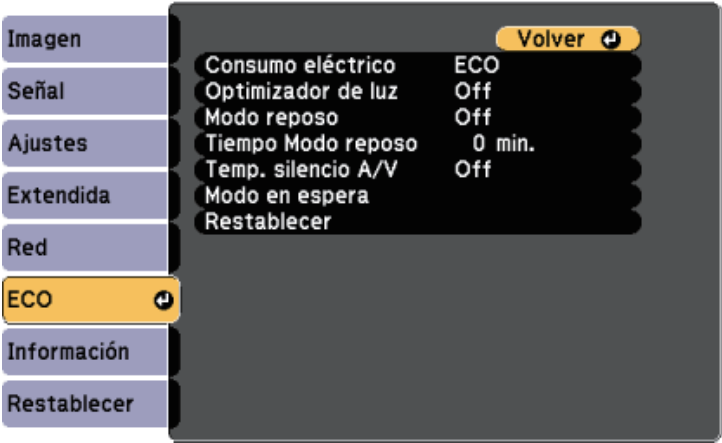 Imagen
Señal
Ajustes
Extendida
Red
ECO
Información
Restablecer
Volver
Consumo eléctrico ECO
Optimizador de luz Off
Modo reposo Off
Tiempo Modo reposo 0 min.
Temp. silencio A/V Off
Modo en espera
Restablecer